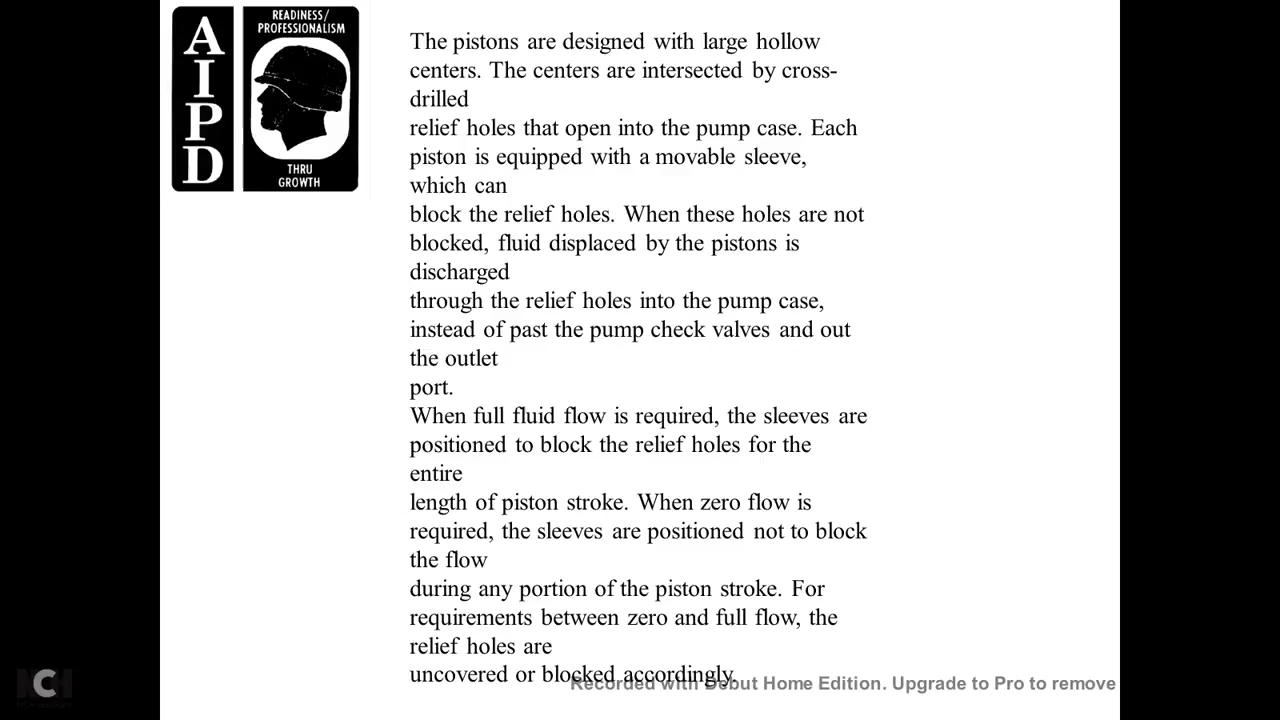 AIPD
READINESS/
PROFESSIONALISM
THRU
GROWTH
The pistons are designed with large hollow
centers. The centers are intersected by cross-
drilled
relief holes that open into the pump case. Each
piston is equipped with a movable sleeve,
which can
block the relief holes. When these holes are not
blocked, fluid displaced by the pistons is
discharged
through the relief holes into the pump case,
instead of past the pump check valves and out
the outlet
port.
When full fluid flow is required, the sleeves are
positioned to block the relief holes for the
entire
length of piston stroke. When zero flow is
required, the sleeves are positioned not to block
the flow
during any portion of the piston stroke. For
requirements between zero and full flow, the
relief holes are
uncovered or blocked accordingly.
Recorded with Debut Home Edition. Upgrade to Pro to remove
NCH